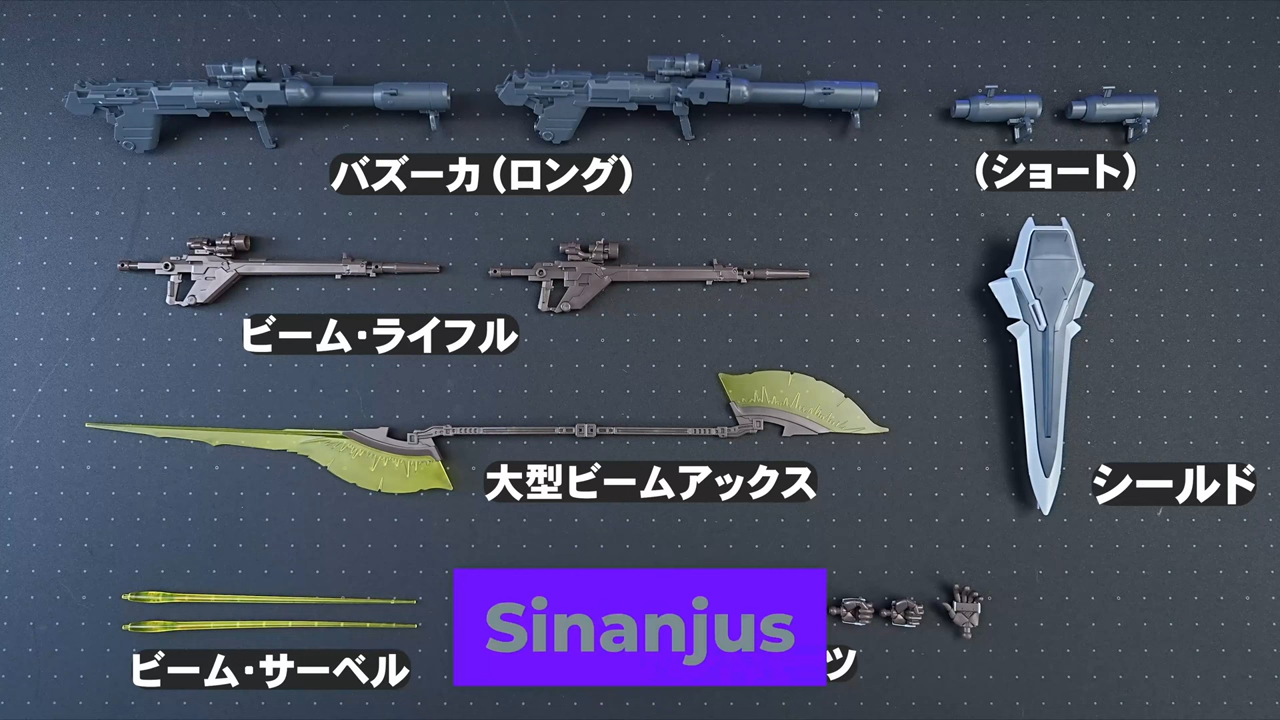 バズーカ（ロング）
（ショート）
ビーム・ライフル
大型ビームアックス
シールド
Sinanjus
ツ
ビーム・サーベル